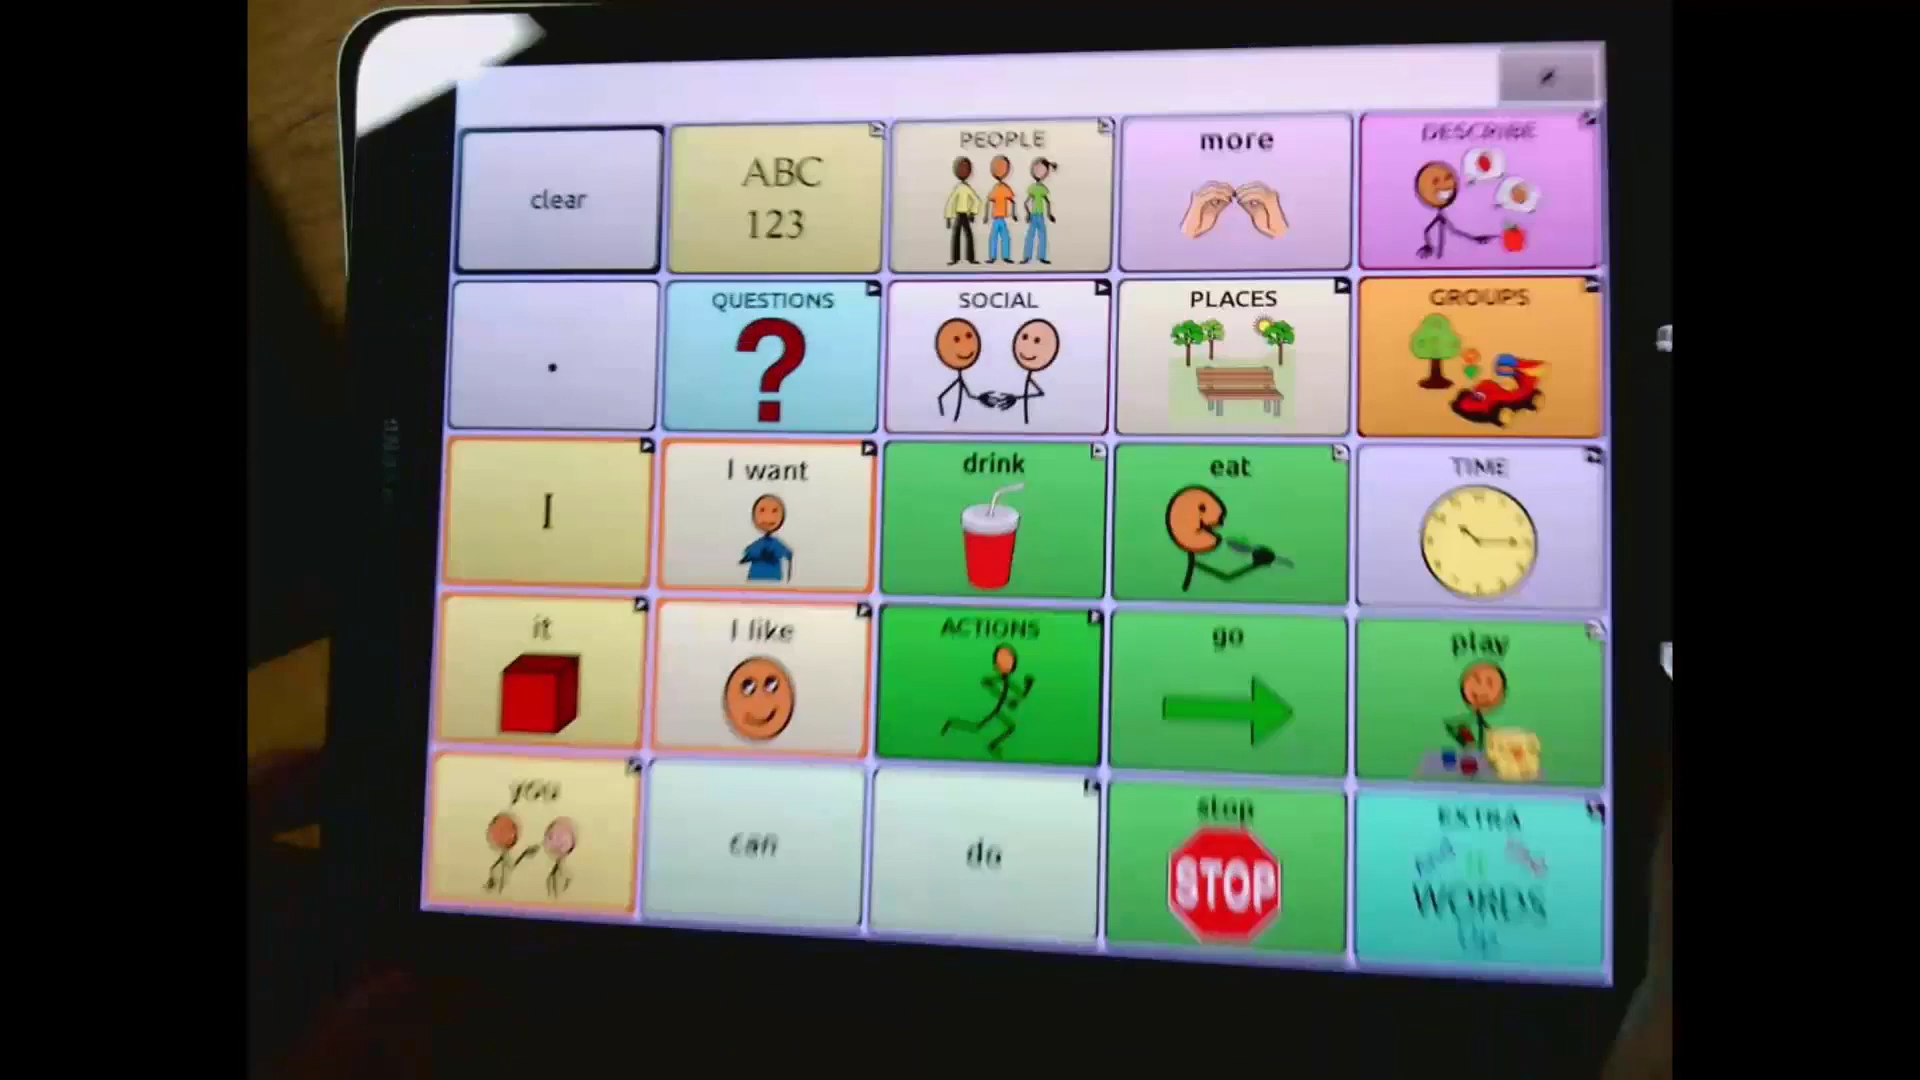 clear
ABC
123
PEOPLE
more
DESCRIBE
.
QUESTIONS
?
SOCIAL
PLACES
GROUPS
I
I want
drink
eat
TIME
it
I like
ACTIONS
go
play
you
can
do
stop
STOP
EXTRA
WORDS